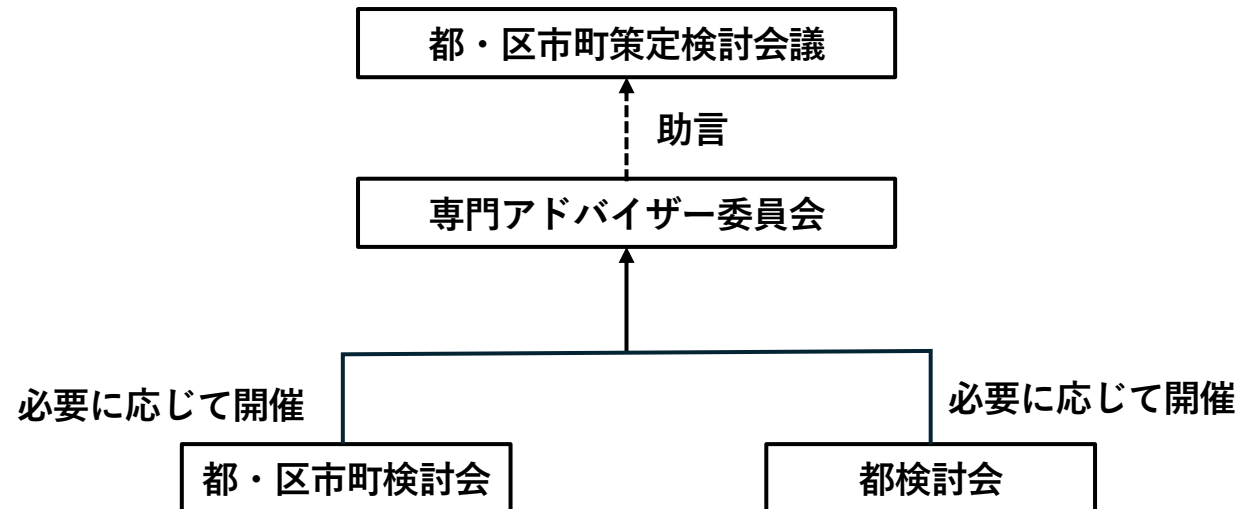 都・区市町策定検討会議
助言
専門アドバイザー委員会
必要に応じて開催
必要に応じて開催
都・区市町検討会
都検討会